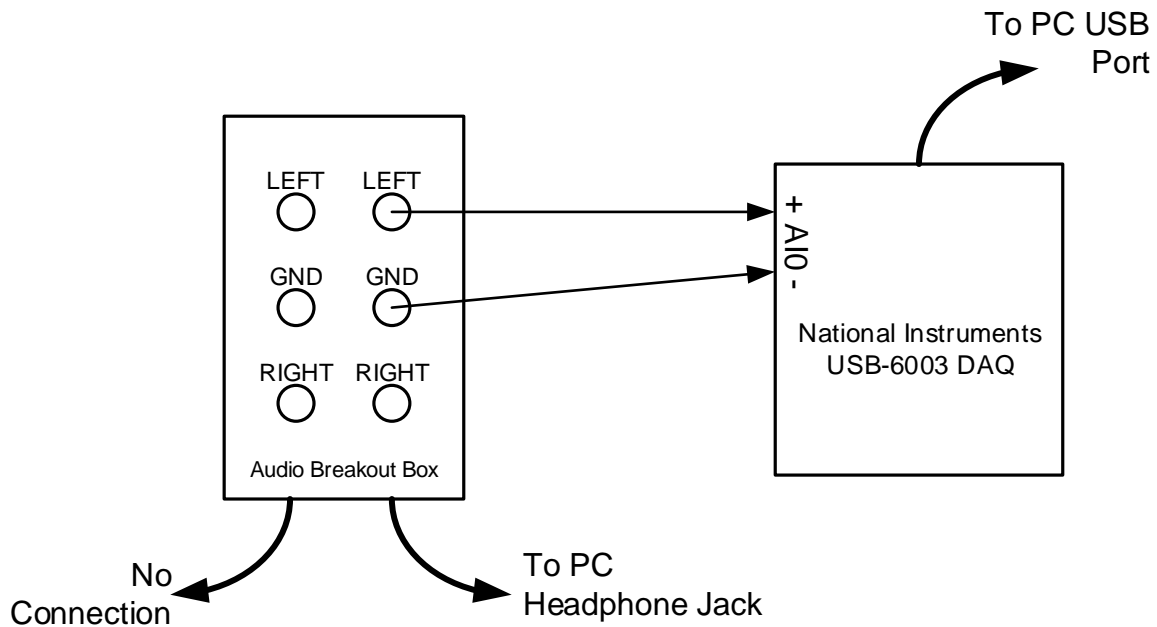 To PC USB
Port
LEFT LEFT
GND GND
RIGHT RIGHT
Audio Breakout Box
+ AI0 -
National Instruments
USB-6003 DAQ
No
Connection
To PC
Headphone Jack